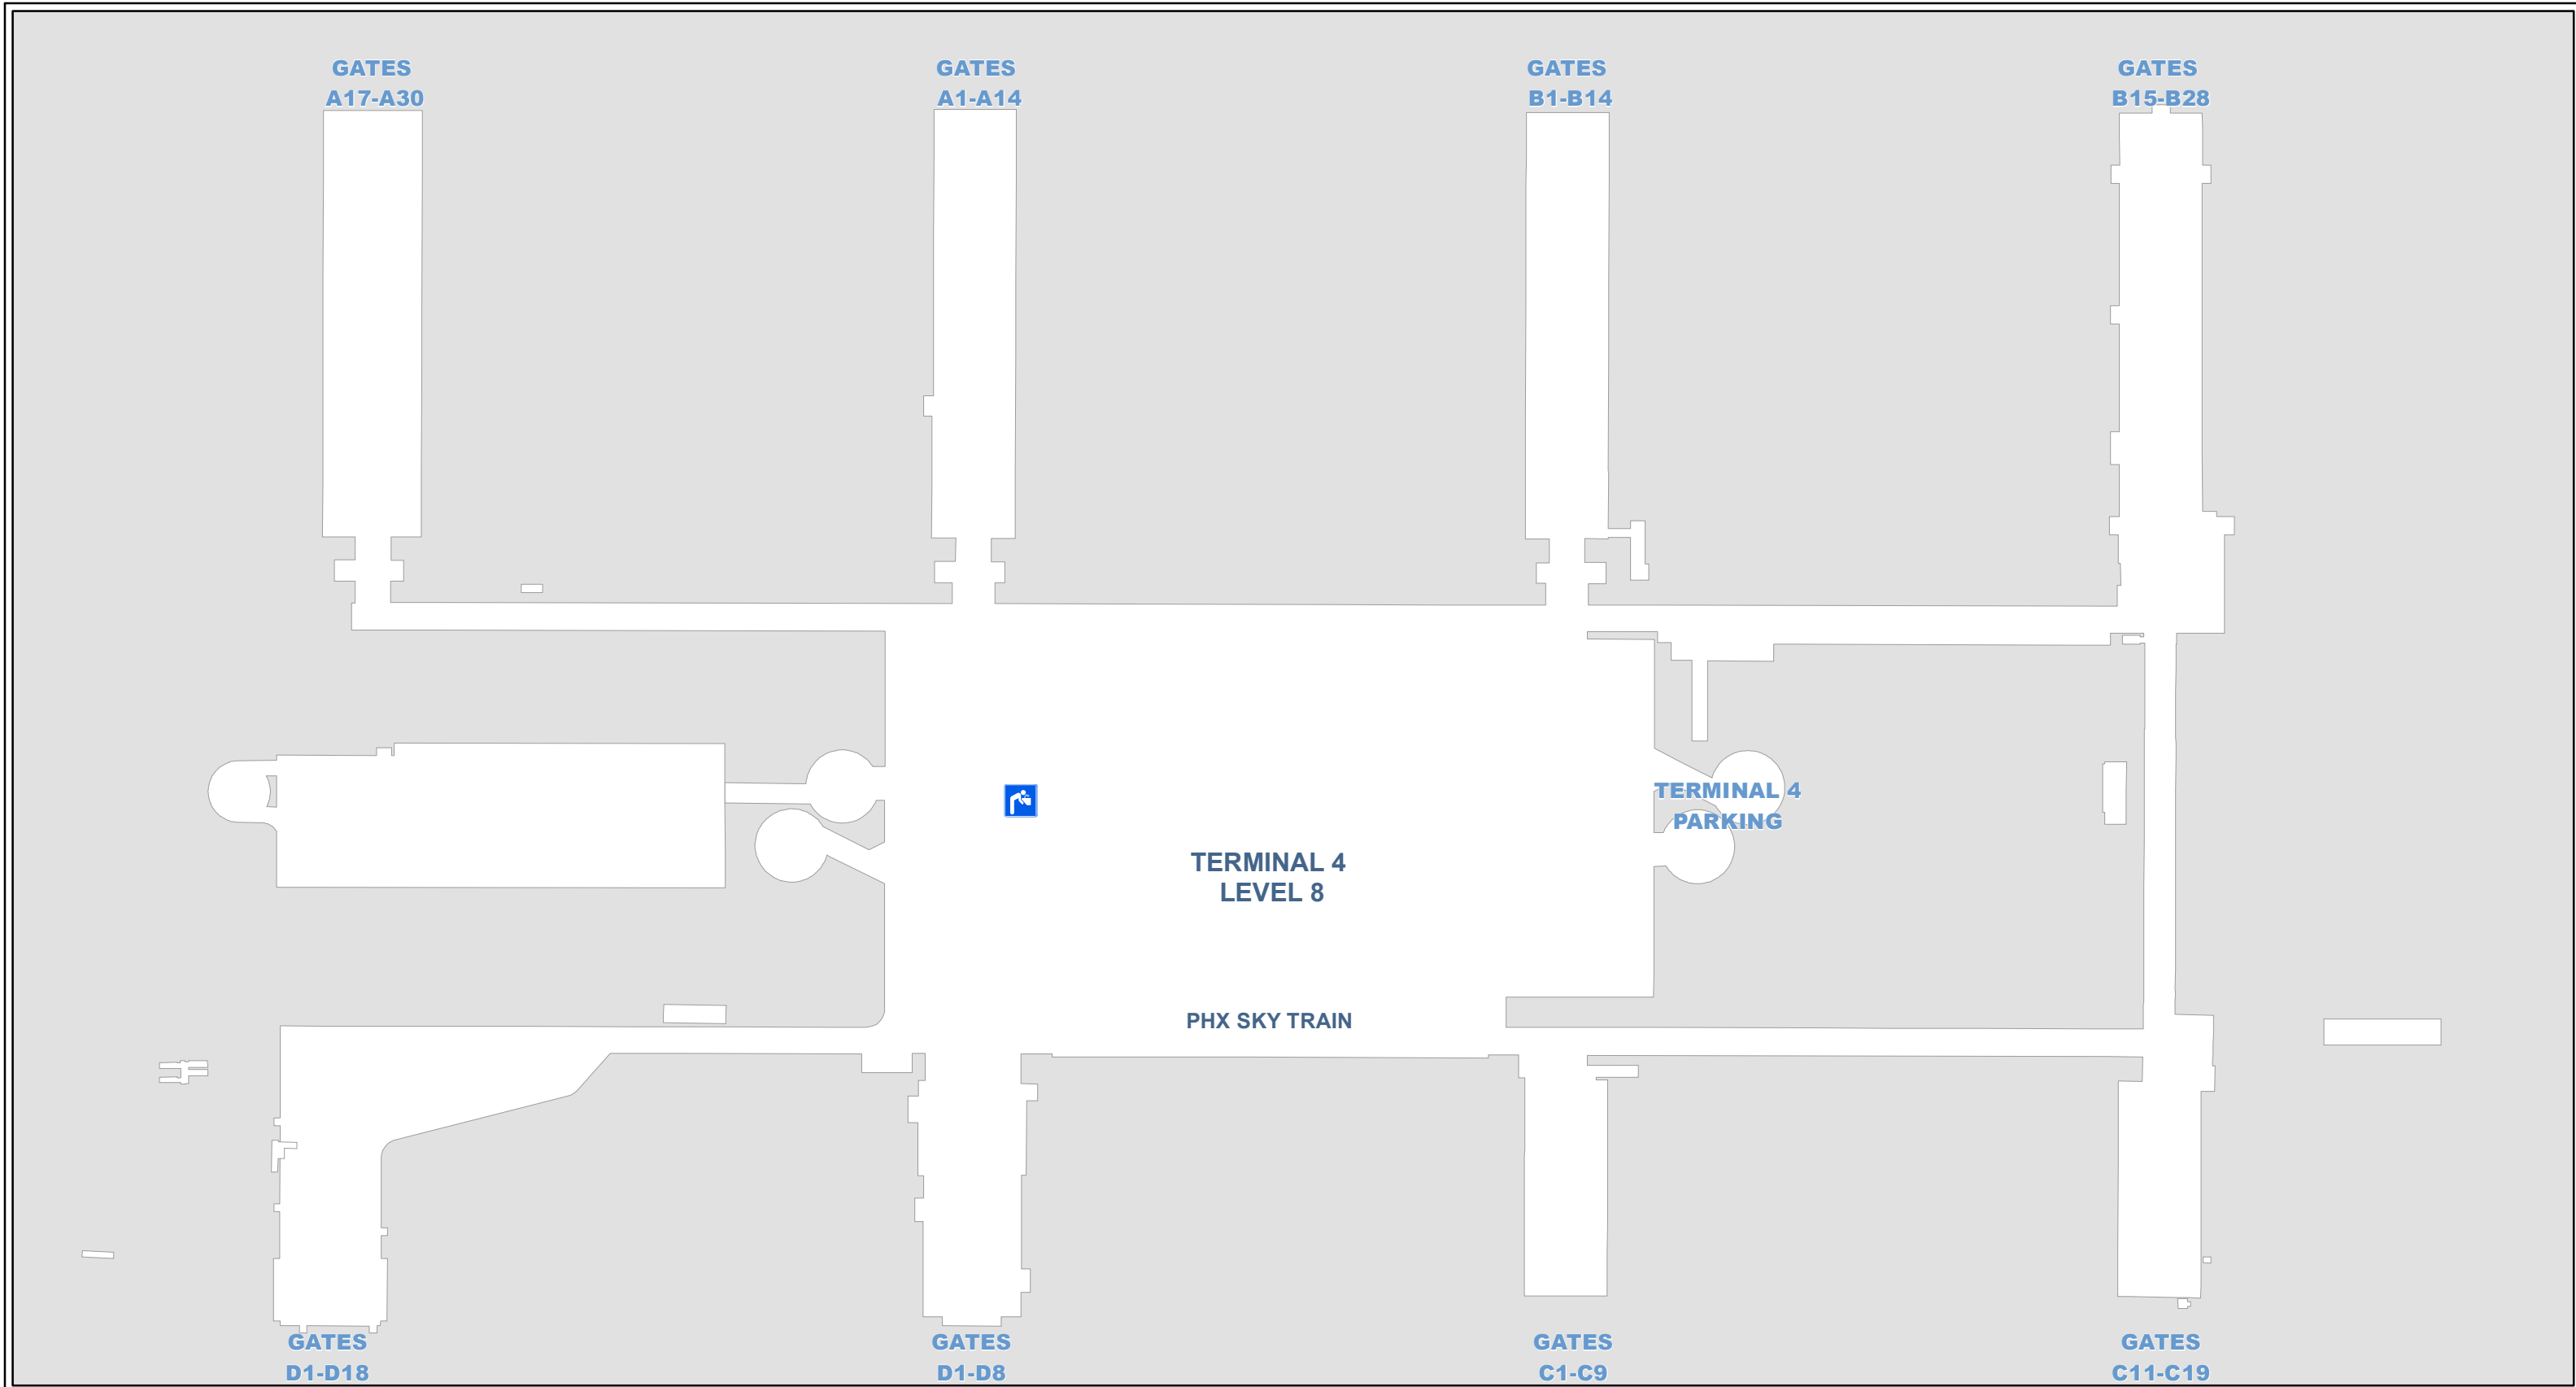 GATES
A17-A30
GATES
A1-A14
GATES
B1-B14
GATES
B15-B28
TERMINAL 4
PARKING
TERMINAL 4
LEVEL 8
PHX SKY TRAIN
GATES
D1-D18
GATES
D1-D8
GATES
C1-C9
GATES
C11-C19